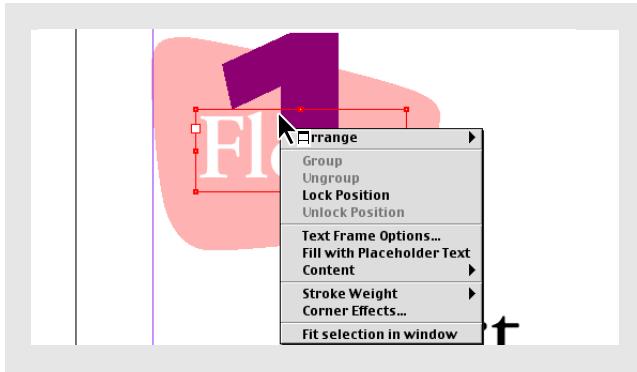 1
Arrange
Group
Ungroup
Lock Position
Unlock Position
Text Frame Options...
Fill with Placeholder Text
Content
Stroke Weight
Corner Effects...
Fit selection in window